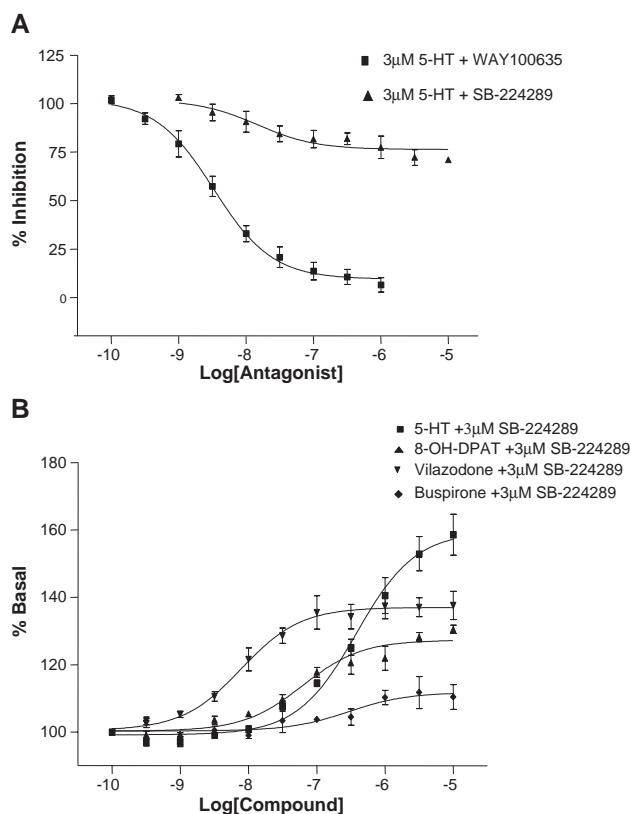 A
125
100
75
50
25
0
% Inhibition
-10 -9 -8 -7 -6 -5
Log[Antagonist]
3μM 5-HT + WAY100635
3μM 5-HT + SB-224289
B
5-HT +3μM SB-224289
8-OH-DPAT +3μM SB-224289
Vilazodone +3μM SB-224289
Buspirone +3μM SB-224289
180
160
140
120
100
% Basal
-10 -9 -8 -7 -6 -5
Log[Compound]